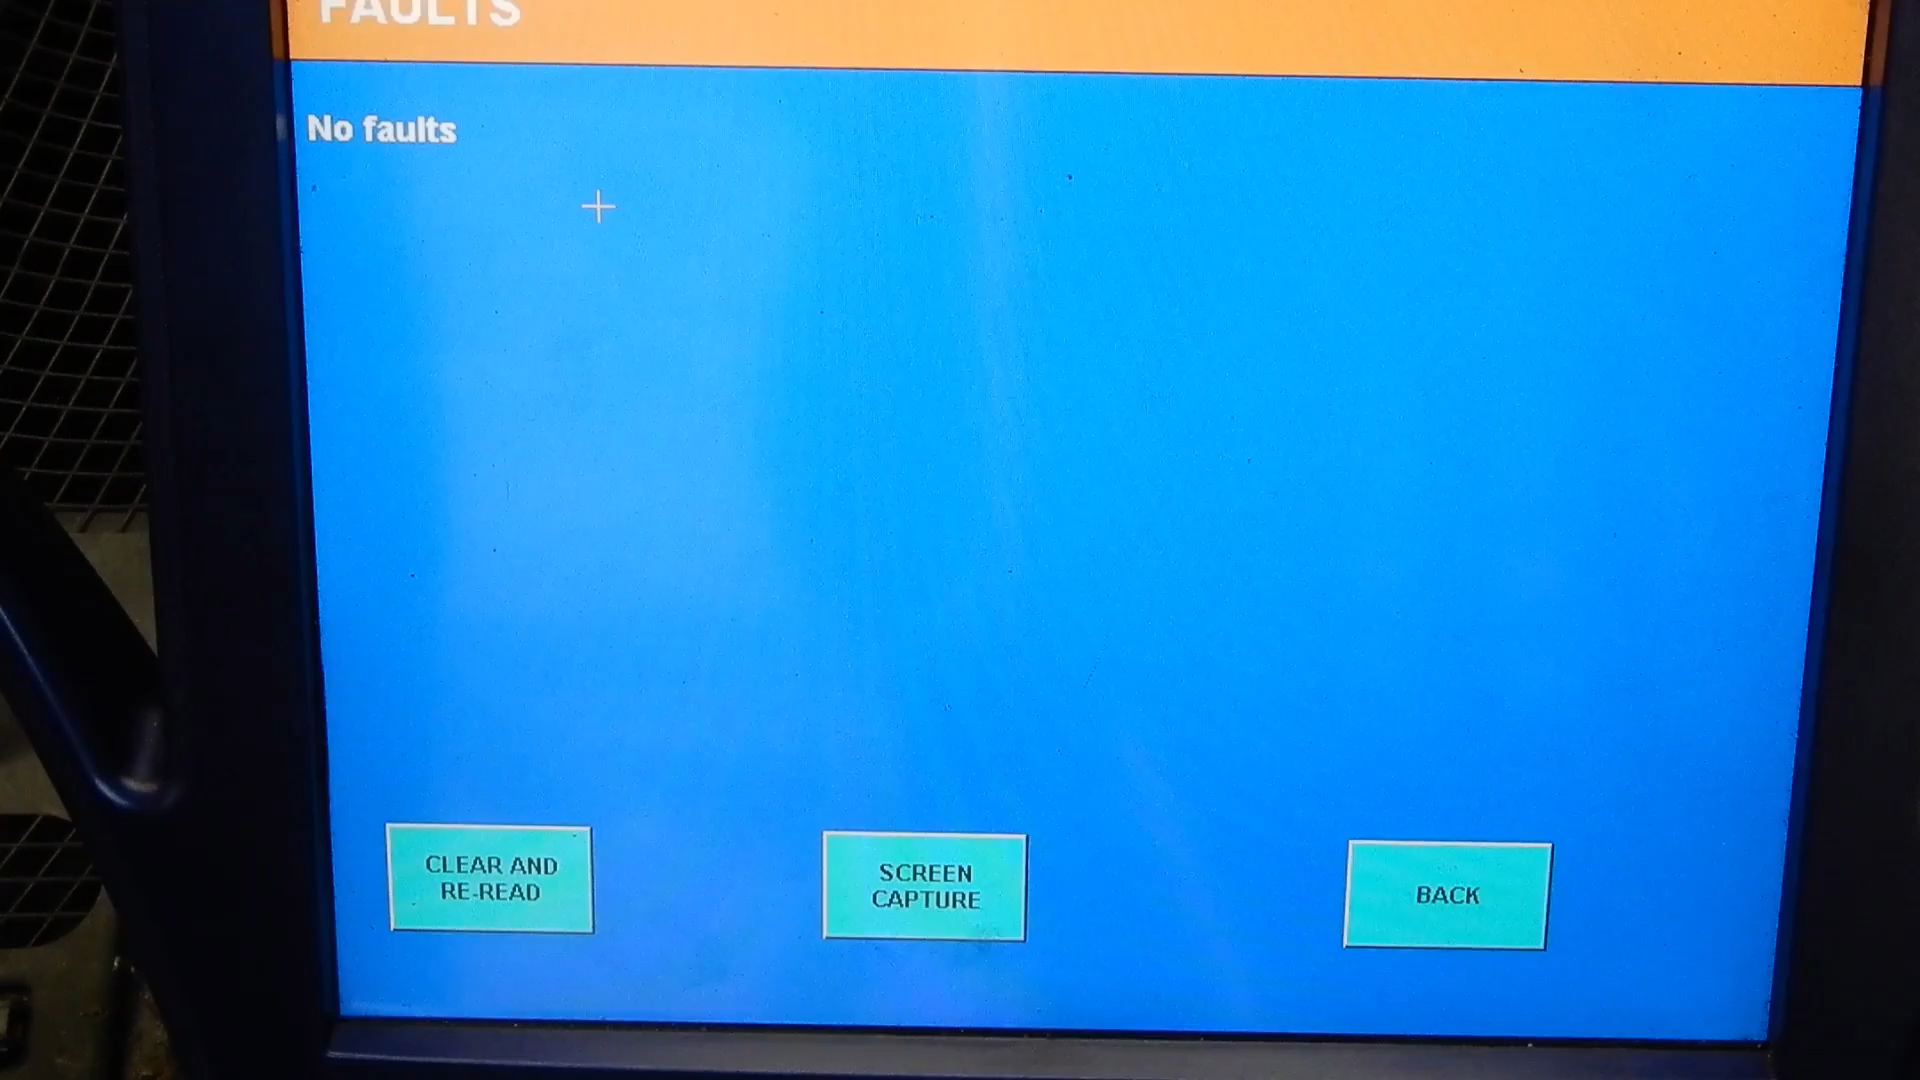 FAULTS
No faults
CLEAR AND
RE-READ
SCREEN
CAPTURE
BACK